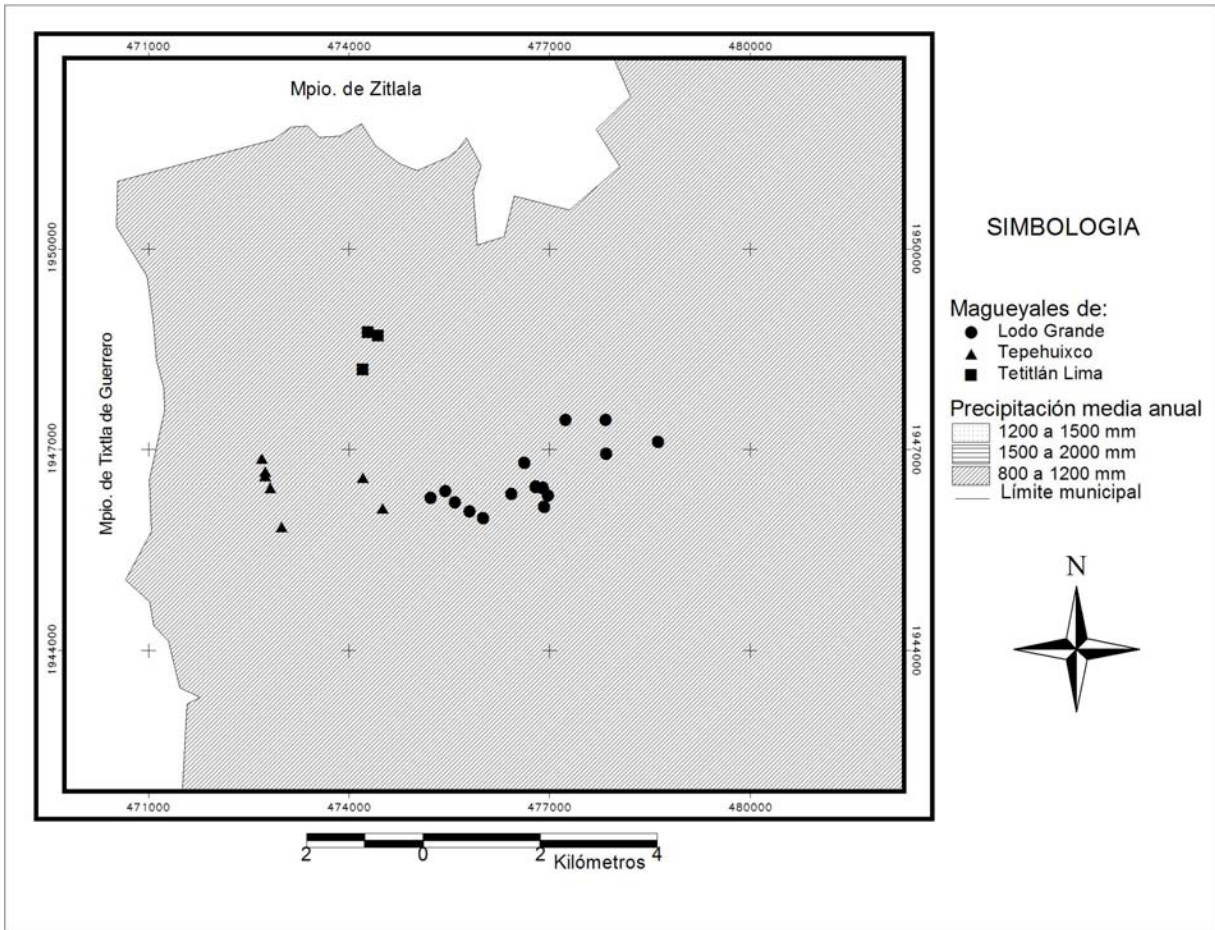 471000 474000 477000 480000
Mpio. de Zitlala
1950000 1950000
SIMBOLOGIA
Magueyales de:
Lodo Grande
Tepehuixco
Tetitlán Lima
Mpio. de Tixtla de Guerrero
Precipitación media anual
1200 a 1500 mm
1500 a 2000 mm
800 a 1200 mm
Límite municipal
1947000 1947000
N
1944000 1944000
471000 474000 477000 480000
2 0 2 4
Kilómetros